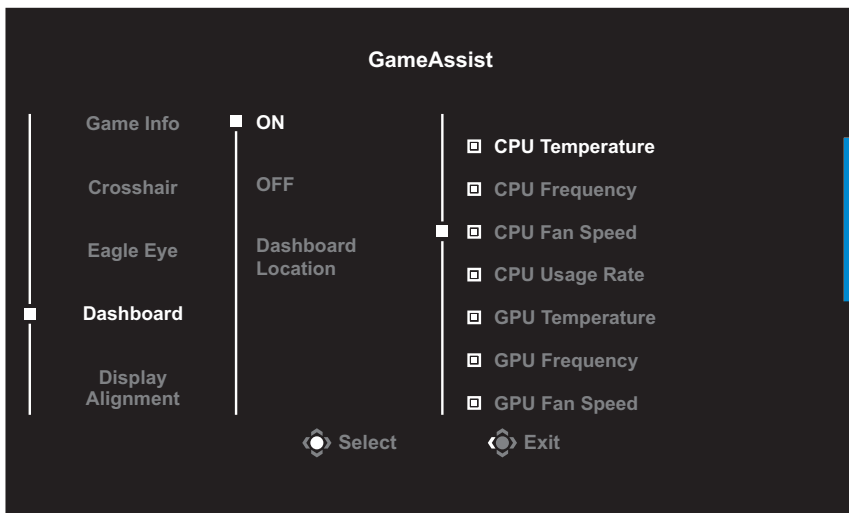 GameAssist
Game Info
Crosshair
Eagle Eye
Dashboard
Display
Alignment
ON
OFF
Dashboard
Location
CPU Temperature
CPU Frequency
CPU Fan Speed
CPU Usage Rate
GPU Temperature
GPU Frequency
GPU Fan Speed
Select
Exit